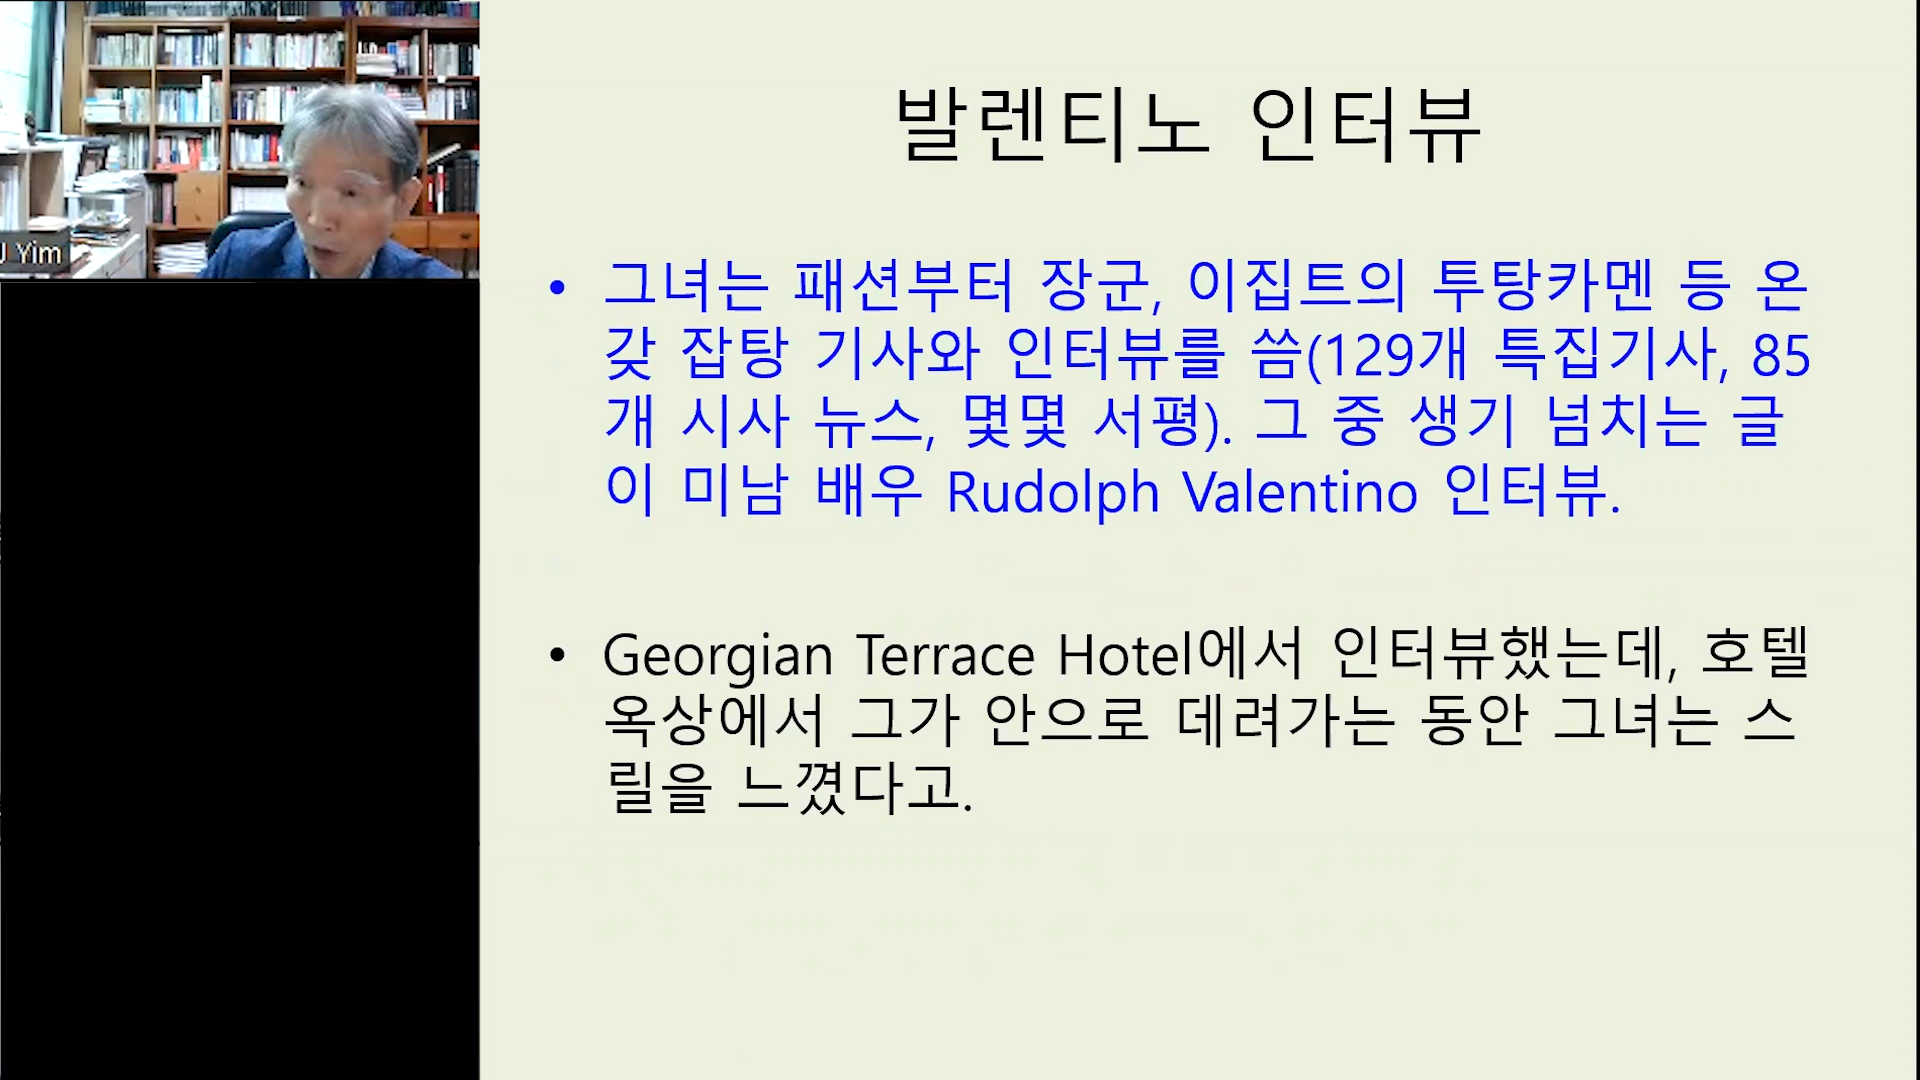 발렌티노 인터뷰
• 그녀는 패션부터 장군, 이집트의 투탕카멘 등 온
갖 잡탕 기사와 인터뷰를 씀(129개 특집기사, 85
개 시사 뉴스, 몇몇 서평). 그 중 생기 넘치는 글
이 미남 배우 Rudolph Valentino 인터뷰.
• Georgian Terrace Hotel에서 인터뷰했는데, 호텔
옥상에서 그가 안으로 데려가는 동안 그녀는 스
릴을 느꼈다고.
J Yim